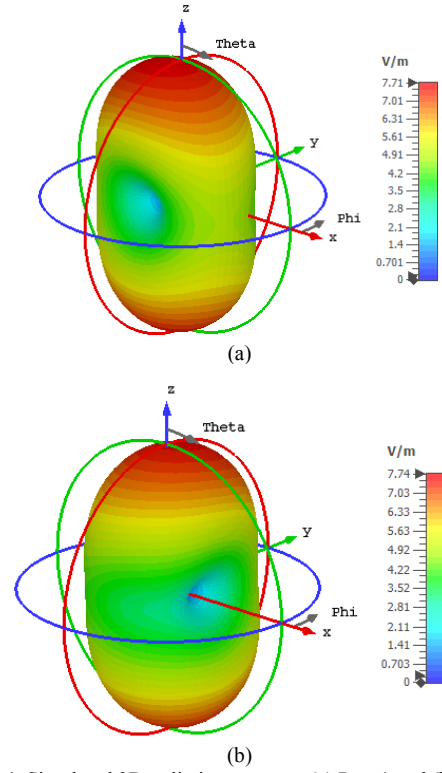 z
Theta
y
Phi
x
V/m
7.71
7.01
6.31
5.61
4.91
4.2
3.5
2.8
2.1
1.4
0.701
0
(a)
z
Theta
y
Phi
x
V/m
7.74
7.03
6.33
5.63
4.92
4.22
3.52
2.81
2.11
1.41
0.703
0
(b)